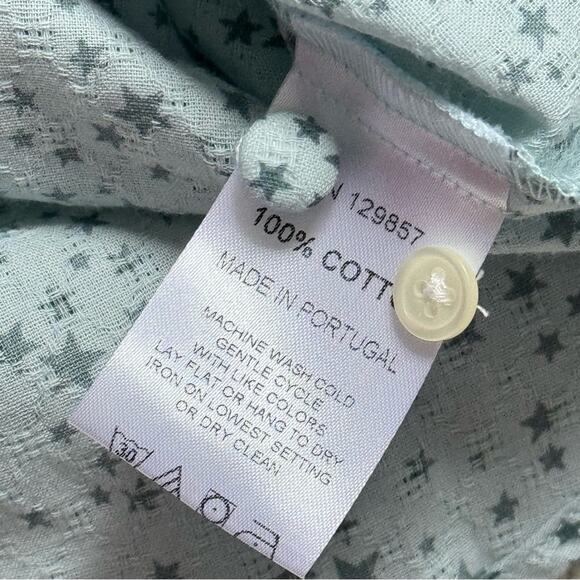 N 129857
100% COTT
MADE IN PORTUGAL
MACHINE WASH COLD
GENTLE CYCLE
WITH LIKE COLORS
LAY FLAT OR HANG TO DRY
IRON ON LOWEST SETTING
OR DRY CLEAN
30